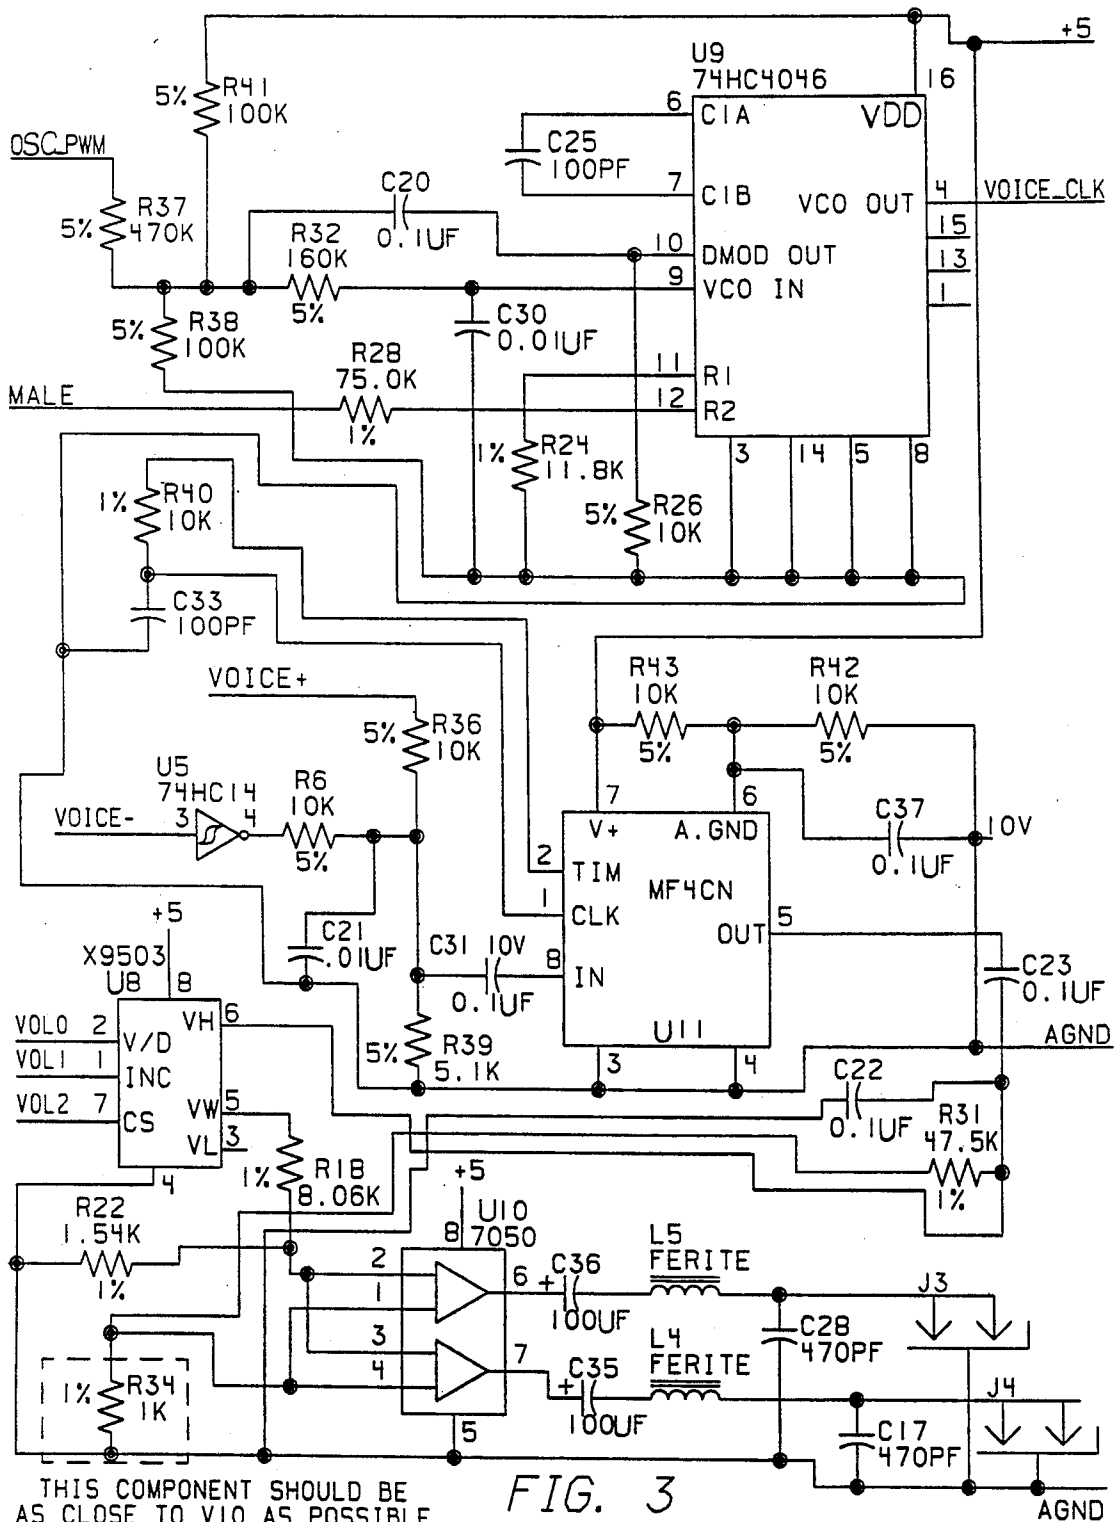 +5
U9
74HC4046
16
R41
5%
100K
6
C1A
VDD
OSC_PWM
C25
100PF
7
C1B
4
VOICE_CLK
C20
VCO OUT
R37
5%
470K
0.1UF
15
R32
160K
10
DMOD OUT
13
9
VCO IN
1
5%
R38
5%
100K
C30
0.01UF
R28
75.0K
11
R1
MALE
12
R2
1%
R24
1%
11.8K
3
14
5
8
R40
1%
10K
R26
5%
10K
C33
100PF
R43
10K
R42
10K
VOICE+
R36
5%
10K
5%
5%
U5
74HC14
R6
10K
7
6
C37
VOICE-
3
4
V+
A.GND
10V
5%
2
TIM
0.1UF
MF4CN
1
CLK
5
OUT
+5
C21
.01UF
C31
10V
X9503
U8
8
8
IN
C23
0.1UF
0.1UF
VOL0
2
V/D
VH
6
U11
AGND
VOL1
1
INC
5%
R39
5.1K
3
4
C22
VOL2
7
CS
VW
5
0.1UF
R31
47.5K
VL
3
1%
R18
8.06K
+5
1%
4
R22
1.54K
U10
7050
8
L5
FERITE
1%
2
6
+
C36
J3
1
100UF
C28
470PF
3
L4
FERITE
4
7
C35
+
R34
1%
1K
J4
100UF
5
C17
470PF
THIS COMPONENT SHOULD BE
AS CLOSE TO V10 AS POSSIBLE
FIG. 3
AGND